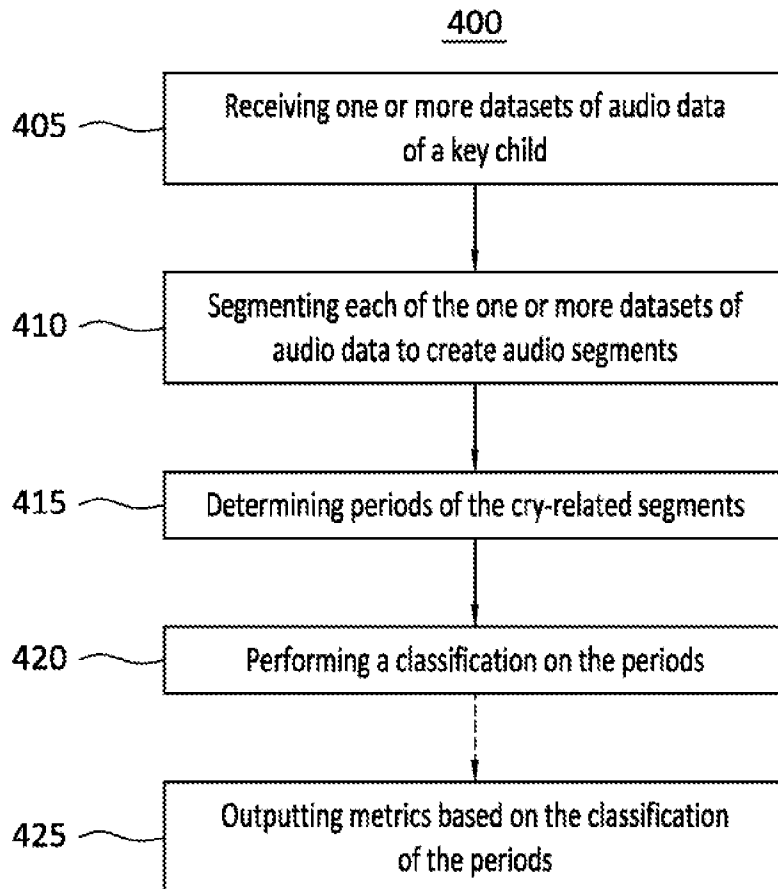 400
405
Receiving one or more datasets of audio data
of a key child
410
Segmenting each of the one or more datasets of
audio data to create audio segments
415
Determining periods of the cry-related segments
420
Performing a classification on the periods
425
Outputting metrics based on the classification
of the periods